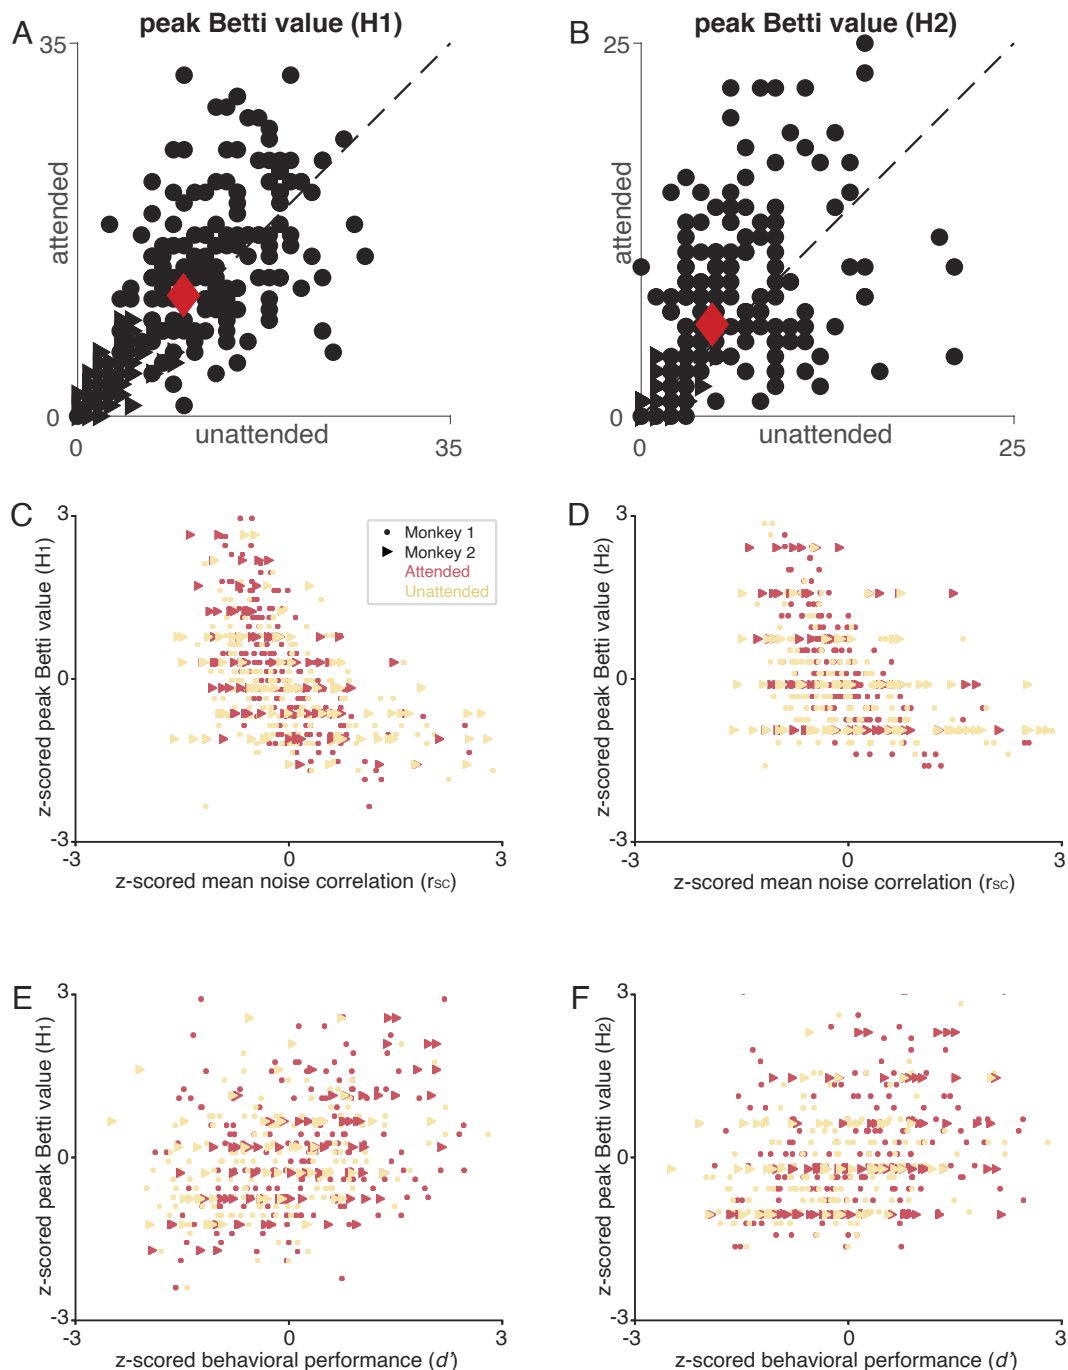 A
peak Betti value (H1)
35
attended
0
unattended
0
35
B
peak Betti value (H2)
25
attended
0
unattended
0
25
C
3
0
-3
z-scored peak Betti value (H1)
Monkey 1
Monkey 2
Attended
Unattended
-3
0
3
z-scored mean noise correlation (rsc)
D
3
0
-3
z-scored peak Betti value (H2)
-3
0
3
z-scored mean noise correlation (rsc)
E
3
0
-3
z-scored peak Betti value (H1)
-3
0
3
z-scored behavioral performance (d')
F
3
0
-3
z-scored peak Betti value (H2)
-3
0
3
z-scored behavioral performance (d')